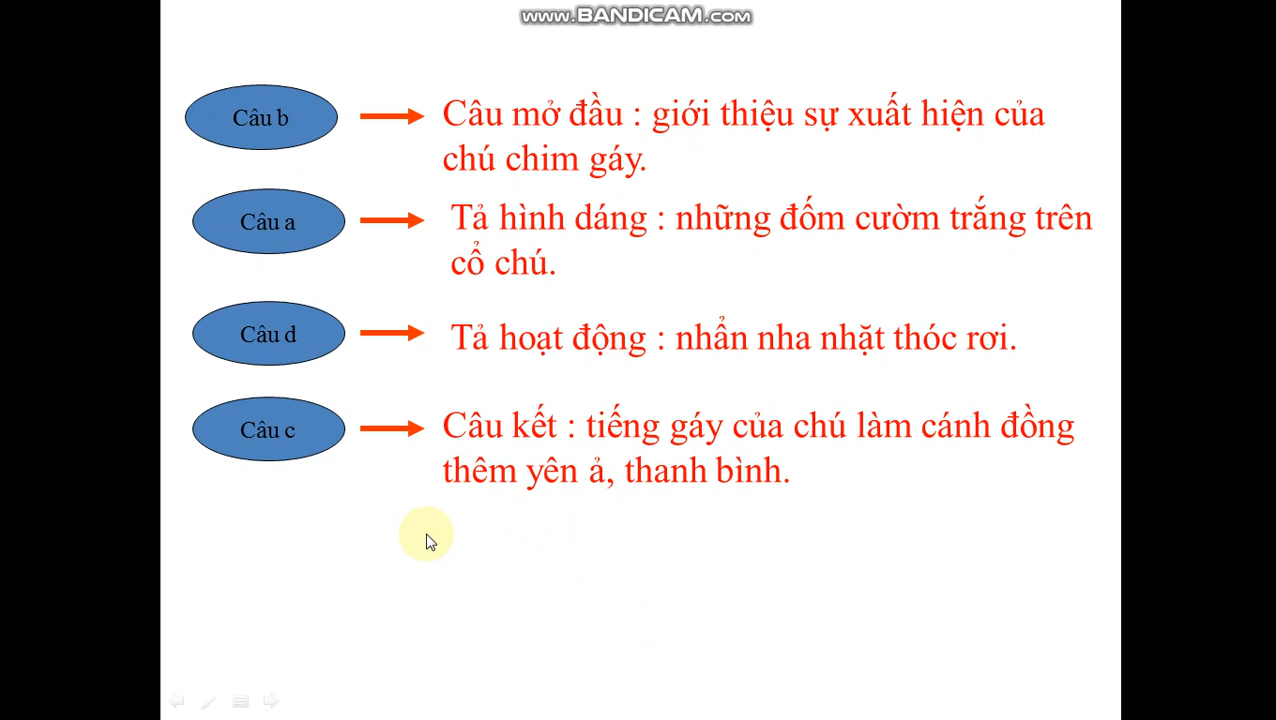 www.BANDICAM.com
Câu b
Câu mở đầu : giới thiệu sự xuất hiện của
chú chim gáy.
Câu a
Tả hình dáng : những đốm cườm trắng trên
cổ chú.
Câu d
Tả hoạt động : nhẩn nha nhặt thóc rơi.
Câu c
Câu kết : tiếng gáy của chú làm cánh đồng
thêm yên ả, thanh bình.